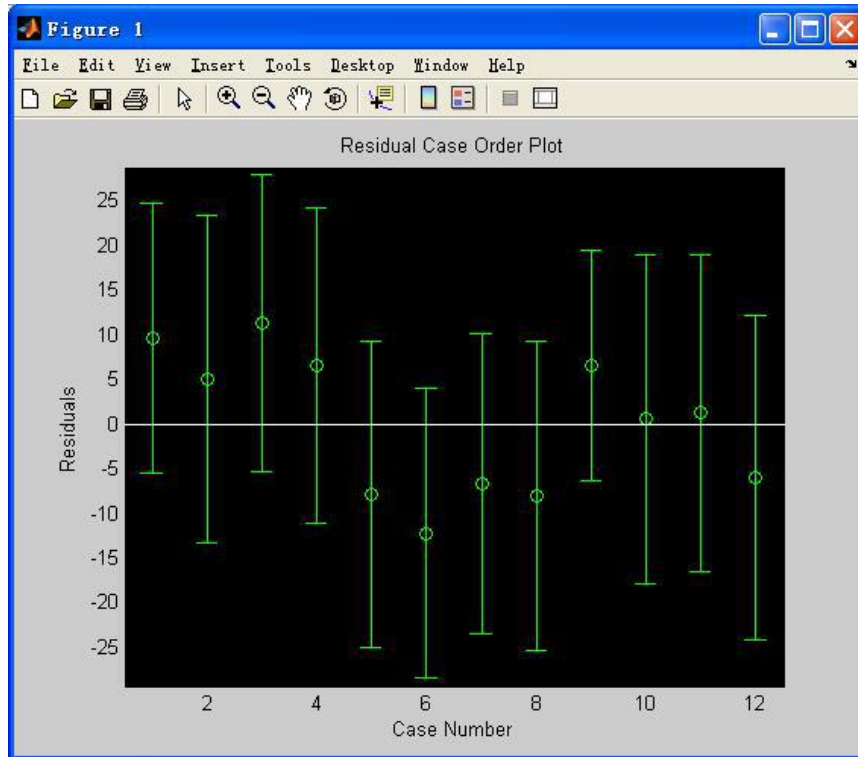 Figure 1
File Edit View Insert Tools Desktop Window Help
Residual Case Order Plot
25
20
15
10
5
0
-5
-10
-15
-20
-25
Residuals
2 4 6 8 10 12
Case Number